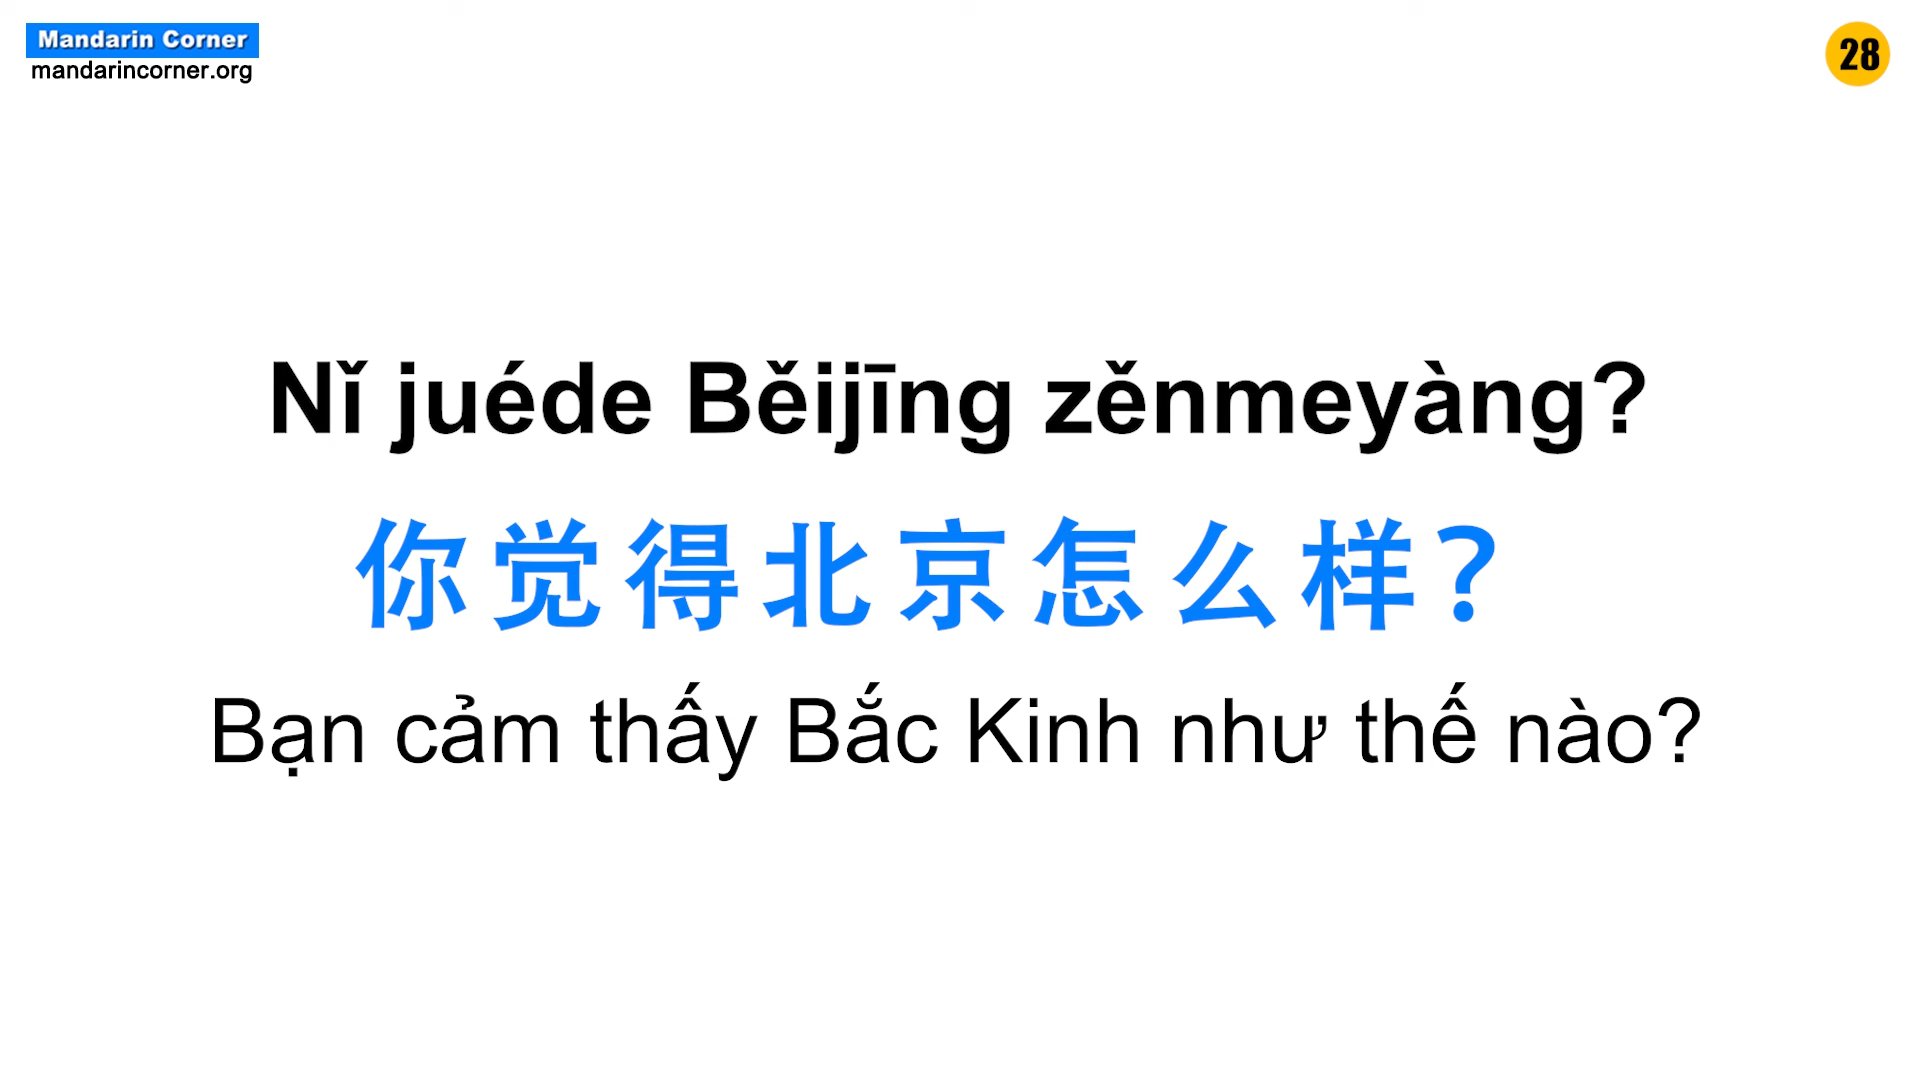 Mandarin Corner
mandarincorner.org
28
Nǐ juéde Běijīng zěnmeyàng?
你觉得北京怎么样?
Bạn cảm thấy Bắc Kinh như thế nào?